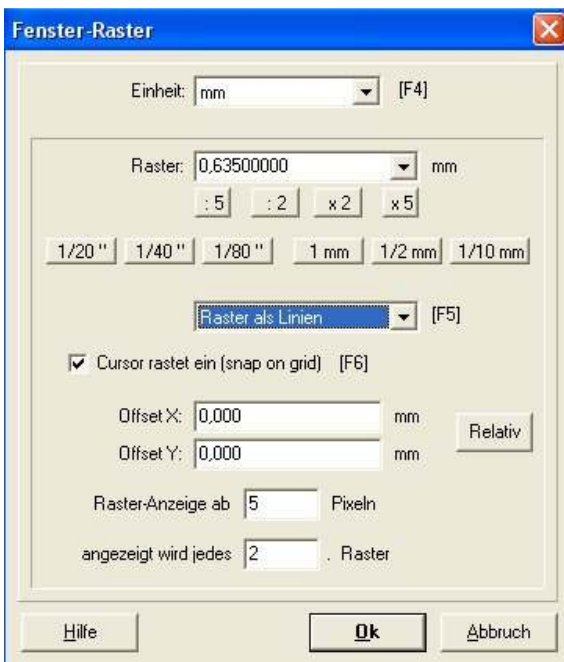 Fenster-Raster
Einheit: mm [F4]
Raster: 0,63500000 mm
: 5 : 2 x 2 x 5
1/20 " 1/40 " 1/80 " 1 mm 1/2 mm 1/10 mm
Raster als Linien [F5]
Cursor rastet ein (snap on grid) [F6]
Offset X: 0,000 mm
Relativ
Offset Y: 0,000 mm
Raster-Anzeige ab 5 Pixeln
angezeigt wird jedes 2 . Raster
Hilfe Ok Abbruch